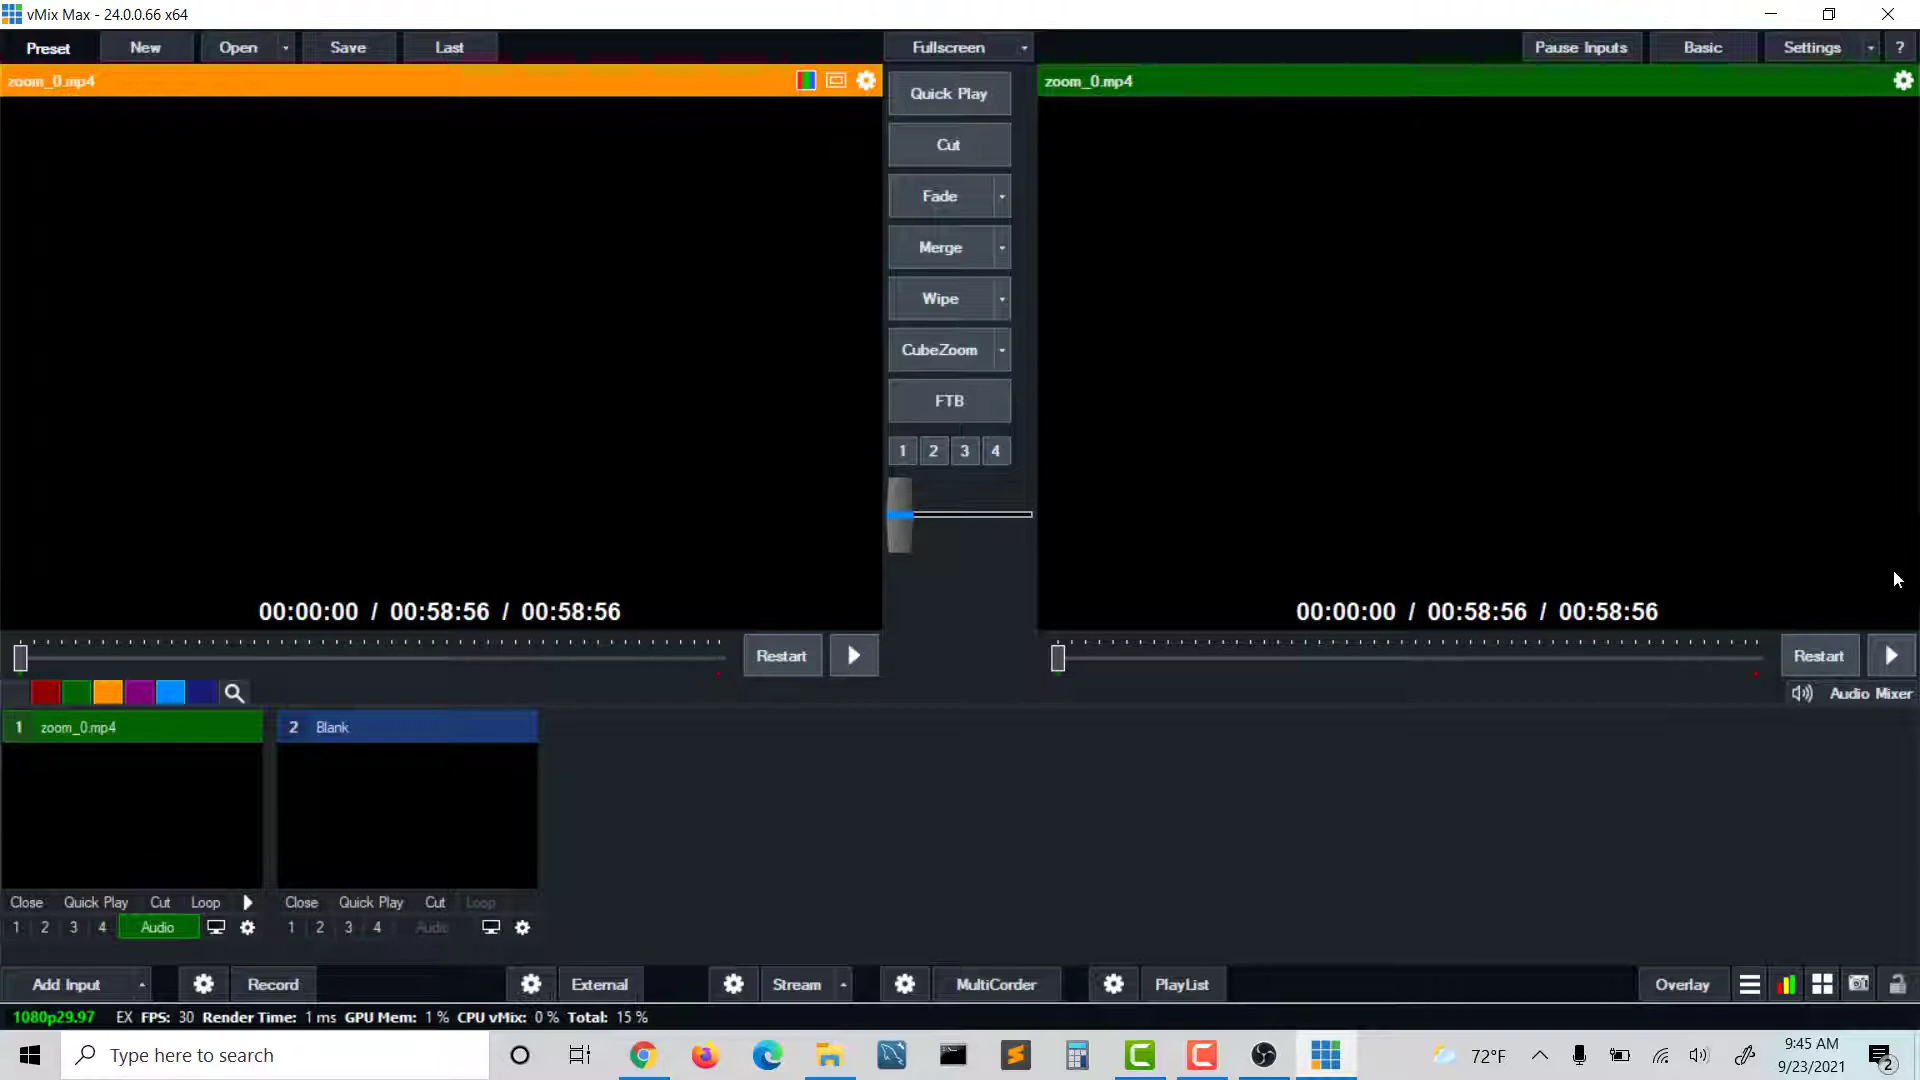 vMix Max - 24.0.0.66 x64
Preset New Open Save Last Fullscreen Pause Inputs Basic Settings ?
zoom_0.mp4
zoom_0.mp4
Quick Play
Cut
Fade
Merge
Wipe
CubeZoom
FTB
1 2 3 4
00:00:00 / 00:58:56 / 00:58:56
00:00:00 / 00:58:56 / 00:58:56
Restart
Restart
Audio Mixer
1 zoom_0.mp4
2 Blank
Close Quick Play Cut Loop
Close Quick Play Cut Loop
1 2 3 4 Audio
1 2 3 4 Audio
Add Input Record External Stream MultiCorder PlayList Overlay
1080p29.97 EX FPS: 30 Render Time: 1 ms GPU Mem: 1 % CPU vMix: 0 % Total: 15 %
Type here to search
72°F
9:45 AM
9/23/2021
2